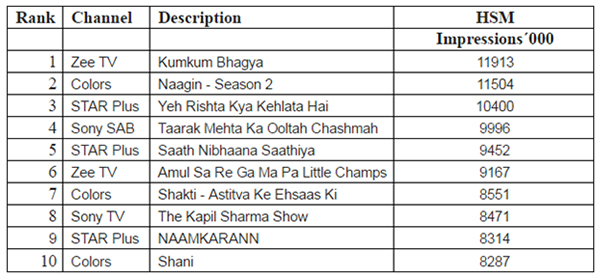 Rank Channel Description HSM
Impressions´000
1 Zee TV Kumkum Bhagya 11913
2 Colors Naagin - Season 2 11504
3 STAR Plus Yeh Rishta Kya Kehlata Hai 10400
4 Sony SAB Taarak Mehta Ka Ooltah Chashmah 9996
5 STAR Plus Saath Nibhaana Saathiya 9452
6 Zee TV Amul Sa Re Ga Ma Pa Little Champs 9167
7 Colors Shakti - Astitva Ke Ehsaas Ki 8551
8 Sony TV The Kapil Sharma Show 8471
9 STAR Plus NAAMKARANN 8314
10 Colors Shani 8287